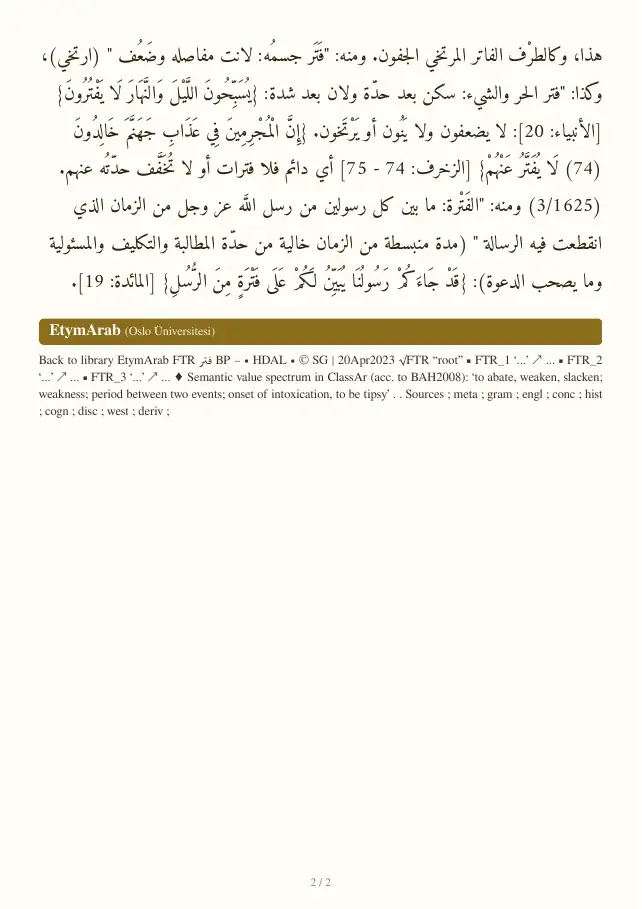 هذا، وكالطرْف الفاتر المرتخي الجفون. ومنه: "فَتَر جسمُه: لانت مفاصله وضَعُف " (ارتخي)،
وكذا: "فتر الحر والشيء: سكن بعد حدّة ولان بعد شدة: {يُسَبِّحُونَ اللَّيْلَ وَالنَّهَارَ لَا يَفْتُرُونَ}
[الأنبياء: 20]: لا يضعفون ولا يَنُون أو يَرْتَخون. {إِنَّ الْمُجْرِمِينَ فِي عَذَابِ جَهَنَّمَ خَالِدُونَ
(74) لَا يُفَتَّرُ عَنْهُمْ} [الزخرف: 74 - 75] أي دائم فلا فترات أو لا تُخَفَّف حدّتُه عنهم.
(3/1625) ومنه: "الفَتْرة: ما بين كل رسولين من رسل الله عز وجل من الزمان الذي
انقطعت فيه الرسالة " (مدة منبسطة من الزمان خالية من حدّة المطالبة والتكليف والمسئولية
وما يصحب الدعوة): {قَدْ جَاءَكُمْ رَسُولُنَا يُبَيِّنُ لَكُمْ عَلَى فَتْرَةٍ مِنَ الرُّسُلِ} [المائدة: 19].
EtymArab (Oslo Üniversitesi)
Back to library EtymArab FTR فتر BP – • HDAL • © SG | 20Apr2023 √FTR “root” ▪ FTR_1 ‘...’ ↗ ... ▪ FTR_2
‘...’ ↗ ... ▪ FTR_3 ‘...’ ↗ ... ♦ Semantic value spectrum in ClassAr (acc. to BAH2008): ‘to abate, weaken, slacken;
weakness; period between two events; onset of intoxication, to be tipsy’ . . Sources ; meta ; gram ; engl ; conc ; hist
; cogn ; disc ; west ; deriv ;
2 / 2